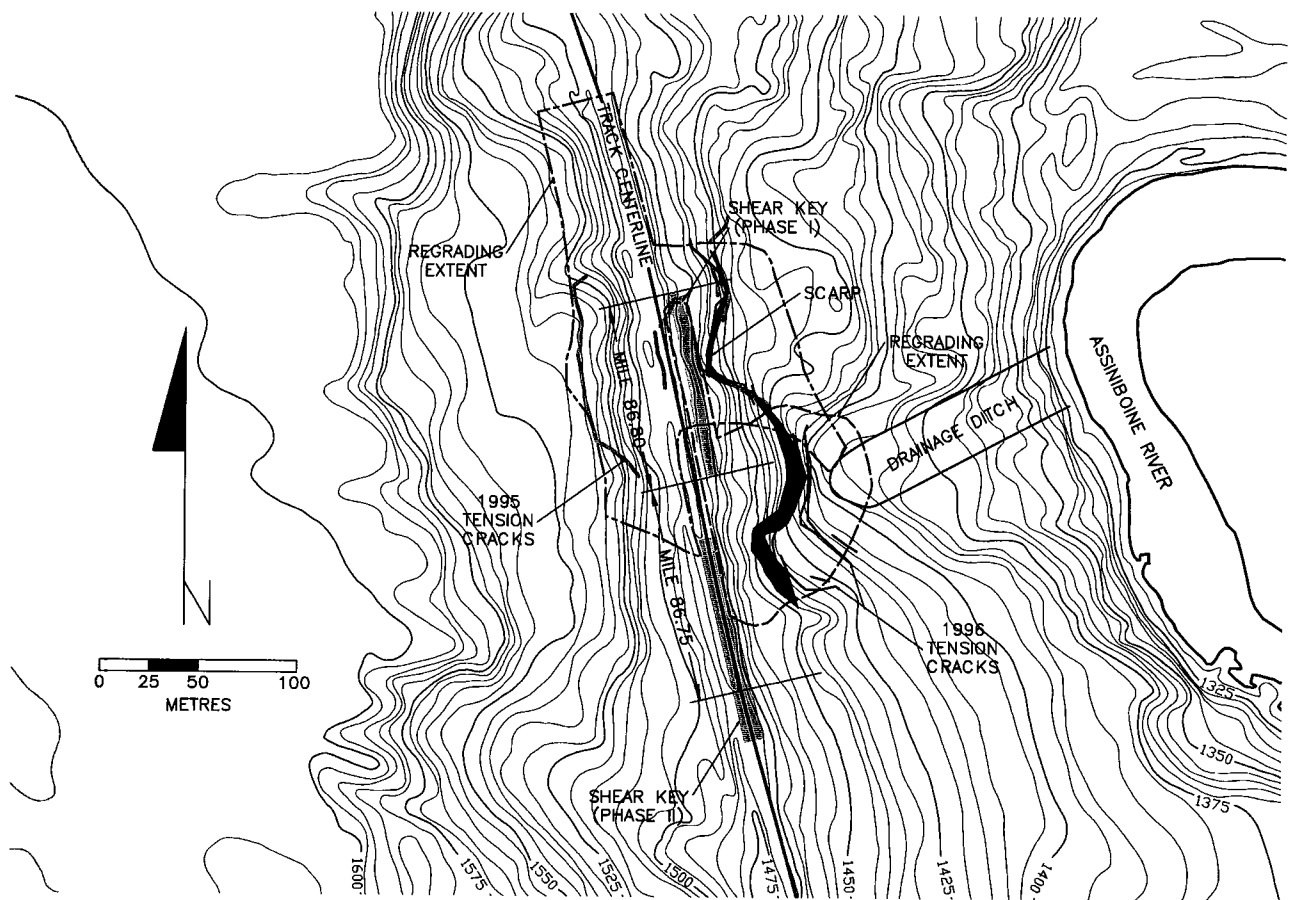 TRACK CENTERLINE
SHEAR KEY
(PHASE I)
REGRADING
EXTENT
SCARP
REGRADING
EXTENT
ASSINIBOINE RIVER
MILE 86.80
DRAINAGE DITCH
1995
TENSION
CRACKS
MILE 86.75
N
1996
TENSION
CRACKS
0 25 50 100
METRES
1325
1350
1375
SHEAR KEY
(PHASE II)
1600
1575
1550
1525
1500
1475
1450
1425
1400